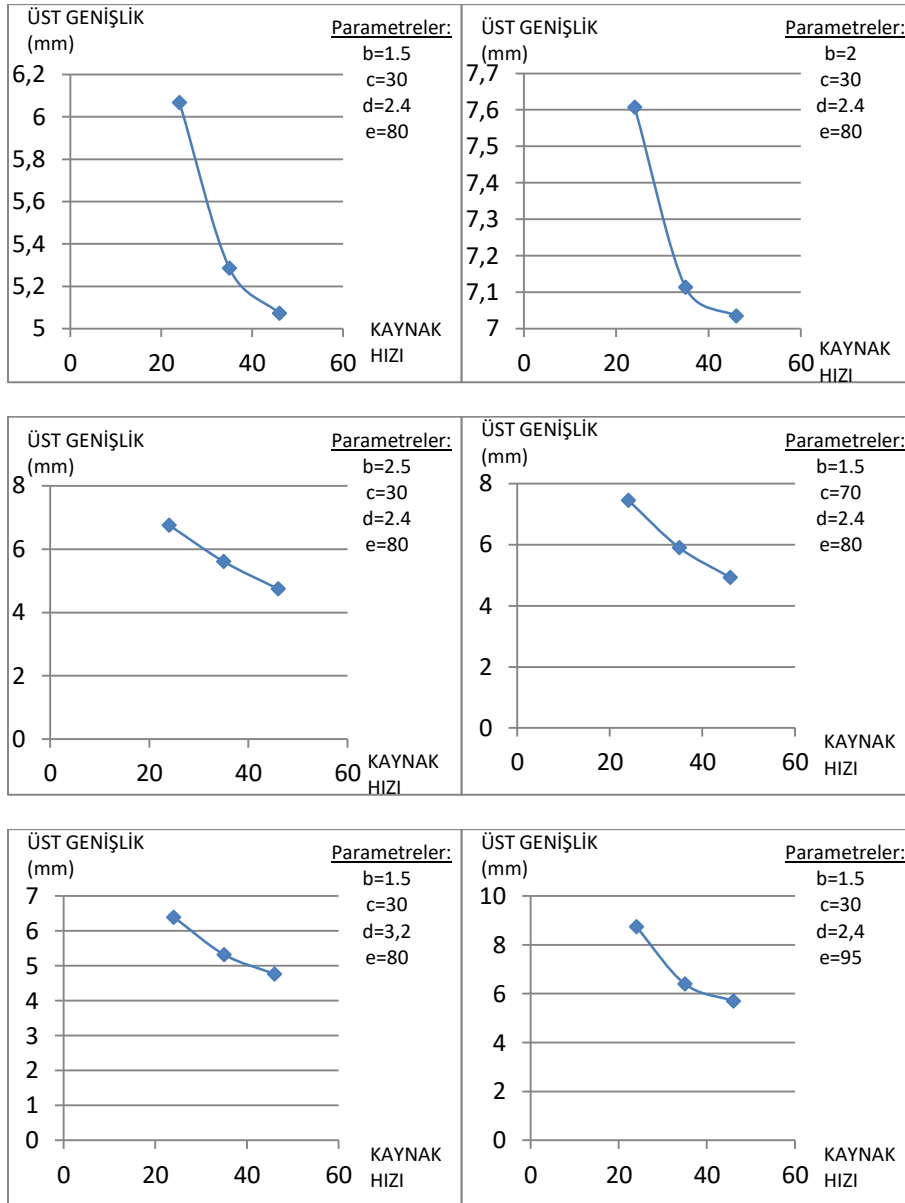 ÜST GENİŞLİK
(mm)
Parametreler:
b=1.5
c=30
d=2.4
e=80
6,2
6
5,8
5,6
5,4
5,2
5
0 20 40 60
KAYNAK
HIZI
ÜST GENİŞLİK
(mm)
Parametreler:
b=2
c=30
d=2.4
e=80
7,7
7,6
7,5
7,4
7,3
7,2
7,1
7
0 20 40 60
KAYNAK
HIZI
ÜST GENİŞLİK
(mm)
Parametreler:
b=2.5
c=30
d=2.4
e=80
8
6
4
2
0
0 20 40 60
KAYNAK
HIZI
ÜST GENİŞLİK
(mm)
Parametreler:
b=1.5
c=70
d=2.4
e=80
8
6
4
2
0
0 20 40 60
KAYNAK
HIZI
ÜST GENİŞLİK
(mm)
Parametreler:
b=1.5
c=30
d=3,2
e=80
7
6
5
4
3
2
1
0
0 20 40 60
KAYNAK
HIZI
ÜST GENİŞLİK
(mm)
Parametreler:
b=1.5
c=30
d=2,4
e=95
10
8
6
4
2
0
0 20 40 60
KAYNAK
HIZI